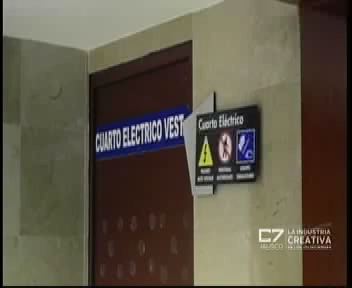 CUARTO ELECTRICO VEST
Cuarto Eléctrico
C7 JALISCO
LA INDUSTRIA
CREATIVA